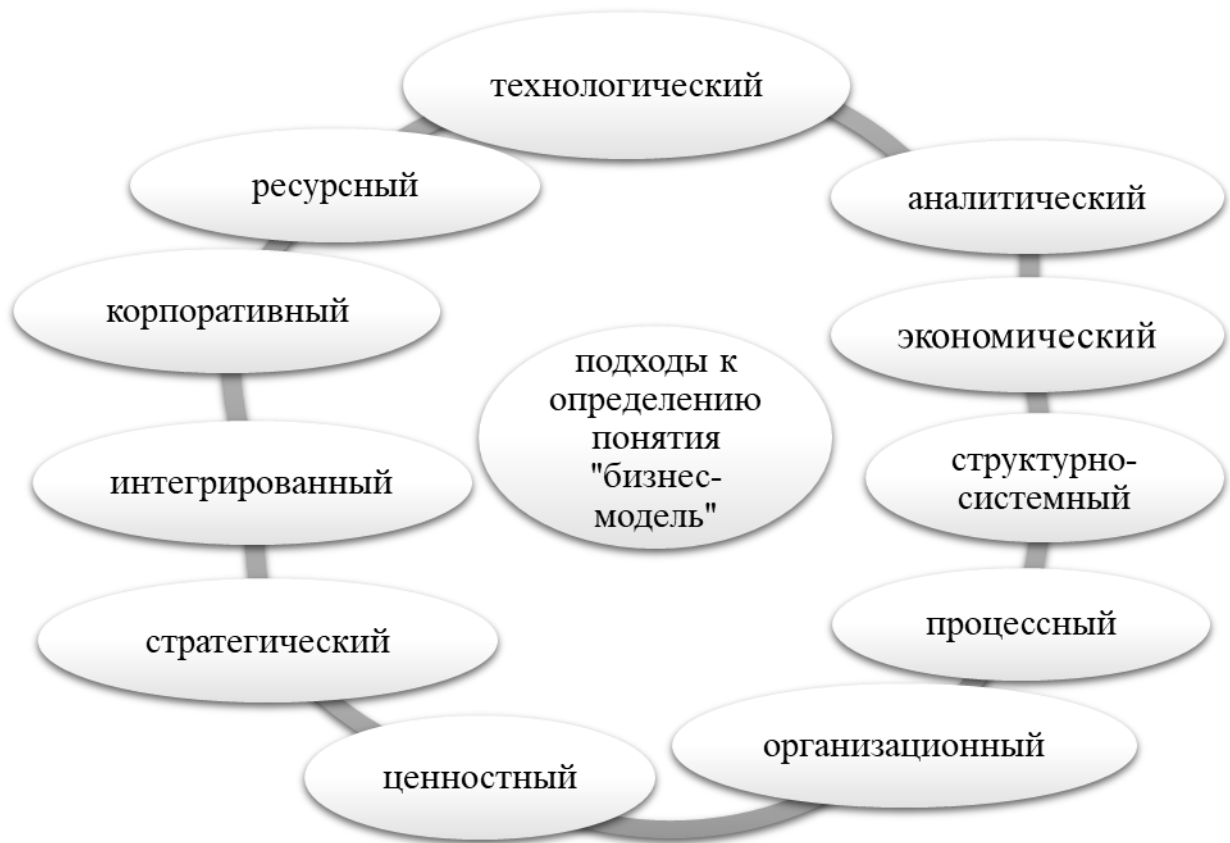 технологический
аналитический
экономический
структурно-
системный
процессный
организационный
ценностный
стратегический
интегрированный
корпоративный
ресурсный
подходы к
определению
понятия
"бизнес-
модель"